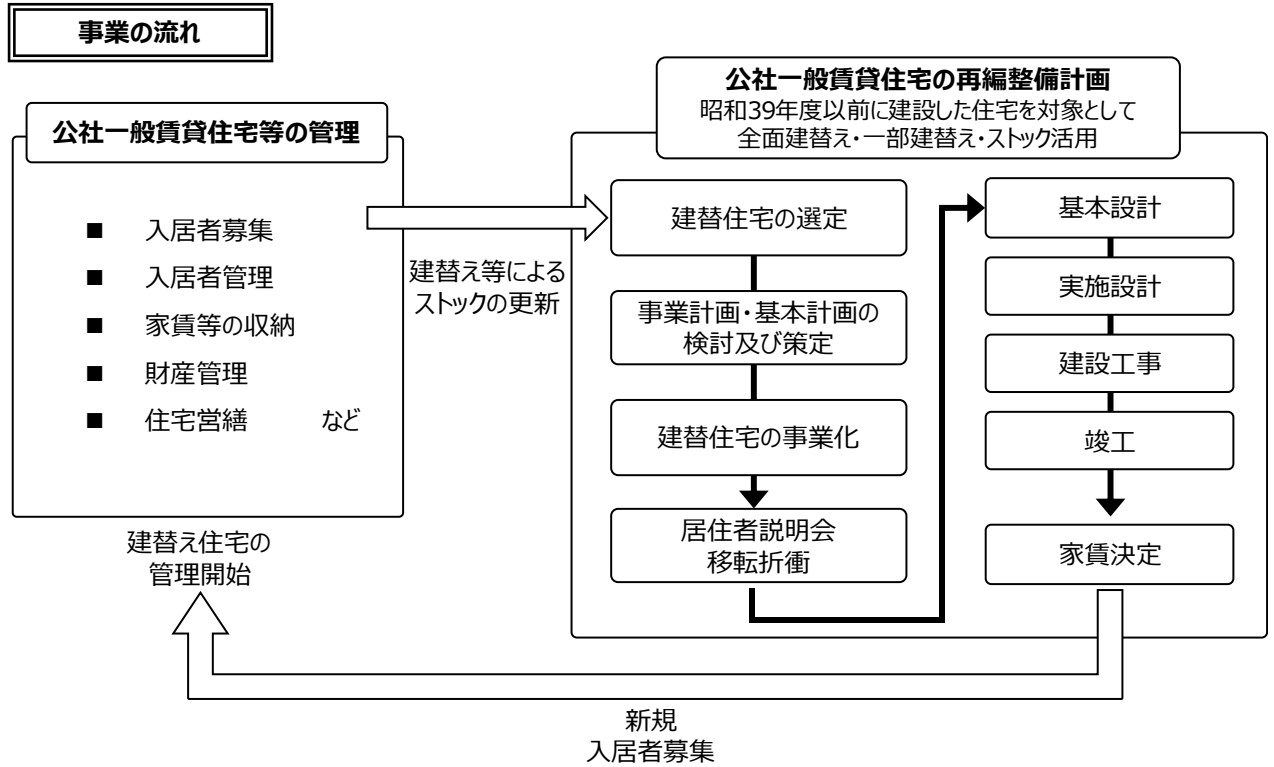 事業の流れ
公社一般賃貸住宅等の管理
■ 入居者募集
■ 入居者管理
■ 家賃等の収納
■ 財産管理
■ 住宅営繕 など
建替え等による
ストックの更新
公社一般賃貸住宅の再編整備計画
昭和39年度以前に建設した住宅を対象として
全面建替え・一部建替え・ストック活用
建替住宅の選定
事業計画・基本計画の
検討及び策定
建替住宅の事業化
居住者説明会
移転折衝
基本設計
実施設計
建設工事
竣工
家賃決定
新規
入居者募集
建替え住宅の
管理開始